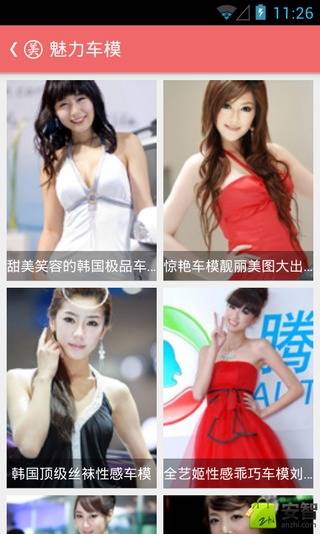 11:26
美 魅力车模
甜美笑容的韩国极品车...
惊艳车模靓丽美图大出...
腾
AUT
韩国顶级丝袜性感车模
全艺姬性感乖巧车模刘...
安智
anzhi.com